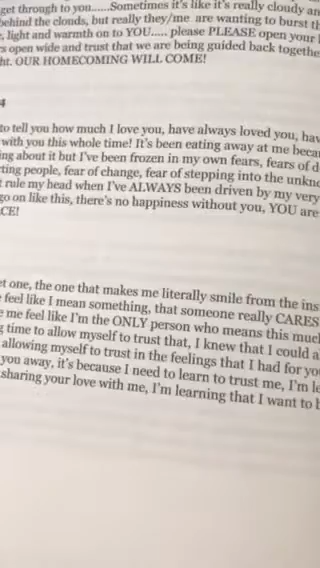 get through to you......Sometimes it's like it's really cloudy an
behind the clouds, but really they/me are wanting to burst th
light and warmth on to YOU..... please PLEASE open your
s open wide and trust that we are being guided back togethe
ht. OUR HOMECOMING WILL COME!
4
to tell you how much I love you, have always loved you, hav
with you this whole time! It's been eating away at me becau
ing about it but I've been frozen in my own fears, fears of d
ting people, fear of change, fear of stepping into the unkno
t rule my head when I've ALWAYS been driven by my very
go on like this, there's no happiness without you, YOU are
CE!
et one, the one that makes me literally smile from the ins
feel like I mean something, that someone really CARES
e me feel like I'm the ONLY person who means this much
g time to allow myself to trust that, I knew that I could al
allowing myself to trust in the feelings that I had for you
you away, it's because I need to learn to trust me, I'm le
sharing your love with me, I'm learning that I want to b